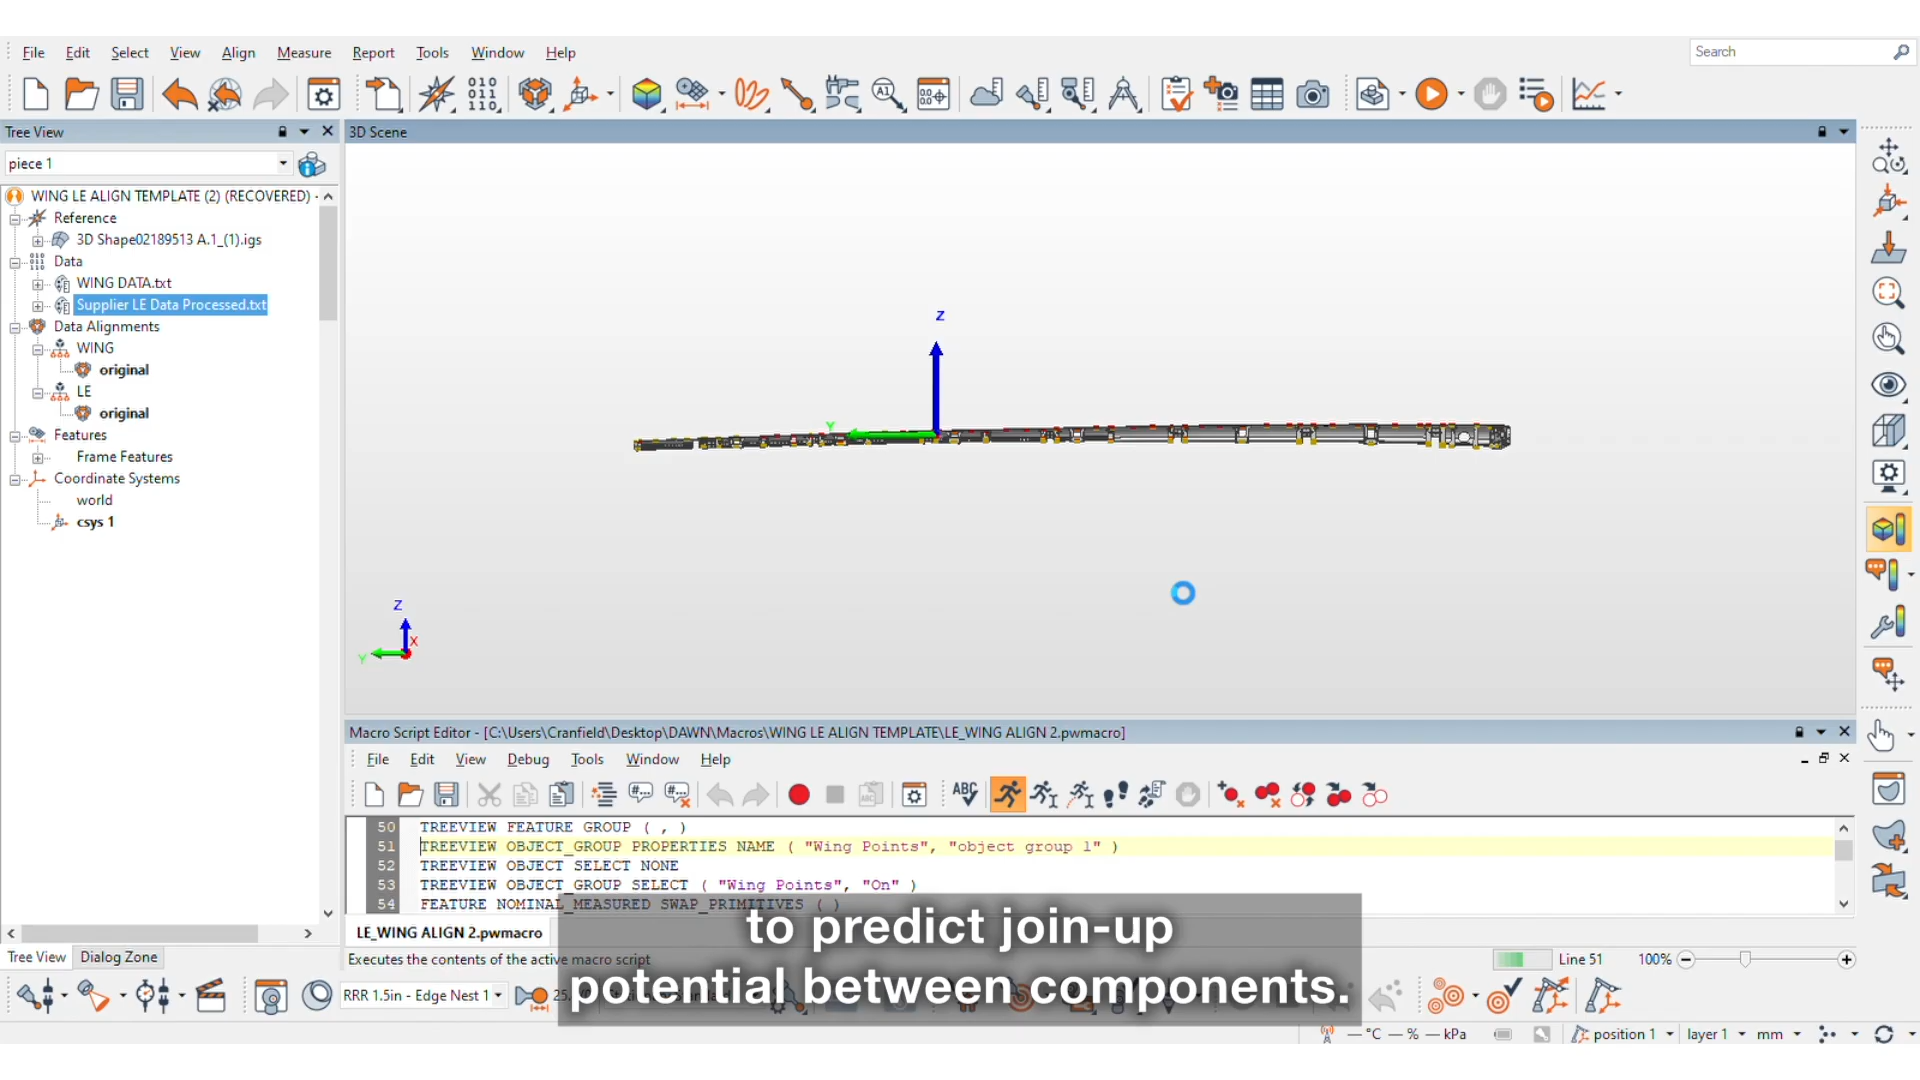 File Edit Select View Align Measure Report Tools Window Help
Search
Tree View
3D Scene
piece 1
WING LE ALIGN TEMPLATE (2) (RECOVERED) -
Reference
3D Shape02189513 A.1_(1).igs
Data
WING DATA.txt
Supplier LE Data Processed.txt
Data Alignments
WING
original
LE
original
Features
Frame Features
Coordinate Systems
world
csys 1
Z
Y
Z
X
Y
Macro Script Editor - [C:\Users\Cranfield\Desktop\DAWN\Macros\WING LE ALIGN TEMPLATE\LE_WING ALIGN 2.pwmacro]
File Edit View Debug Tools Window Help
50 TREEVIEW FEATURE GROUP ( , )
51 TREEVIEW OBJECT_GROUP PROPERTIES NAME ( "Wing Points", "object group 1" )
52 TREEVIEW OBJECT SELECT NONE
53 TREEVIEW OBJECT_GROUP SELECT ( "Wing Points", "On" )
54 FEATURE NOMINAL_MEASURED SWAP_PRIMITIVES ( )
LE_WING ALIGN 2.pwmacro
to predict join-up
potential between components.
Tree View Dialog Zone
Executes the contents of the active macro script
Line 51 100%
RRR 1.5in - Edge Nest 1
— °C — % — kPa position 1 layer 1 mm